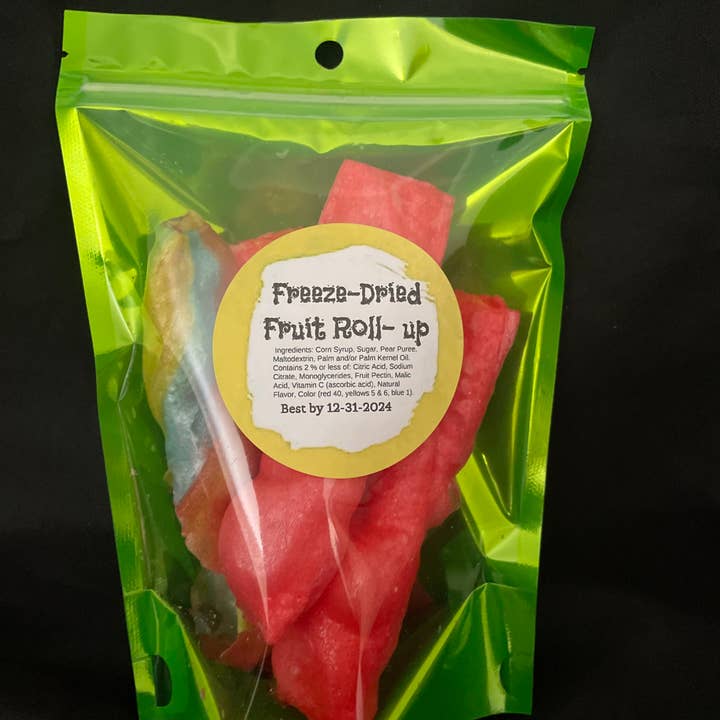 Freeze-Dried
Fruit Roll- up
Ingredients: Corn Syrup, Sugar, Pear Puree,
Maltodextrin, Palm and/or Palm Kernel Oil.
Contains 2 % or less of: Citric Acid, Sodium
Citrate, Monoglycerides, Fruit Pectin, Malic
Acid, Vitamin C (ascorbic acid), Natural
Flavor, Color (red 40, yellows 5 & 6, blue 1).
Best by 12-31-2024